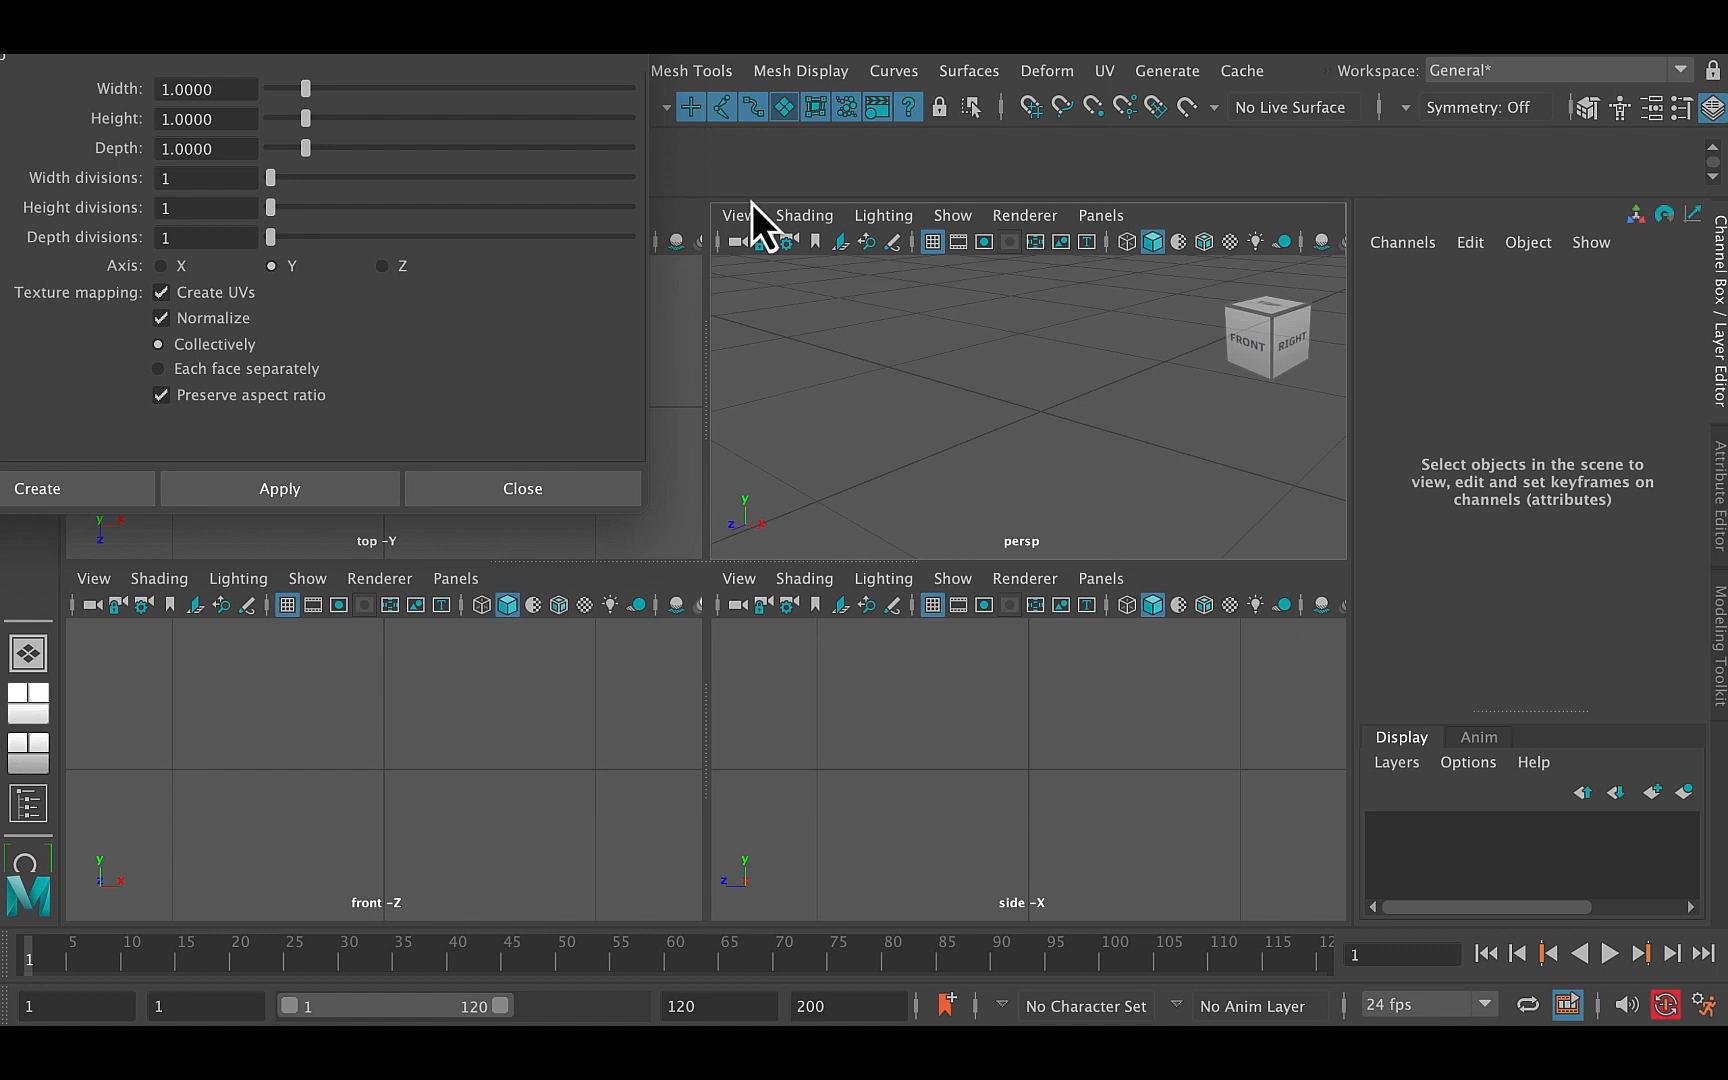 Mesh Tools Mesh Display Curves Surfaces Deform UV Generate Cache Workspace: General*
No Live Surface Symmetry: Off
Width: 1.0000
Height: 1.0000
Depth: 1.0000
Width divisions: 1
Height divisions: 1
Depth divisions: 1
Axis: X Y Z
Texture mapping: Create UVs
Normalize
Collectively
Each face separately
Preserve aspect ratio
Create Apply Close
y x
z
top -Y
View Shading Lighting Show Renderer Panels
FRONT RIGHT
y
z x
persp
Channels Edit Object Show
Select objects in the scene to
view, edit and set keyframes on
channels (attributes)
Channel Box / Layer Editor
Attribute Editor
Modeling Toolkit
View Shading Lighting Show Renderer Panels
y
z x
front -Z
View Shading Lighting Show Renderer Panels
y
z
side -X
Display Anim
Layers Options Help
5 10 15 20 25 30 35 40 45 50 55 60 65 70 75 80 85 90 95 100 105 110 115 12
1
1
1 1 1 120 120 200 No Character Set No Anim Layer 24 fps